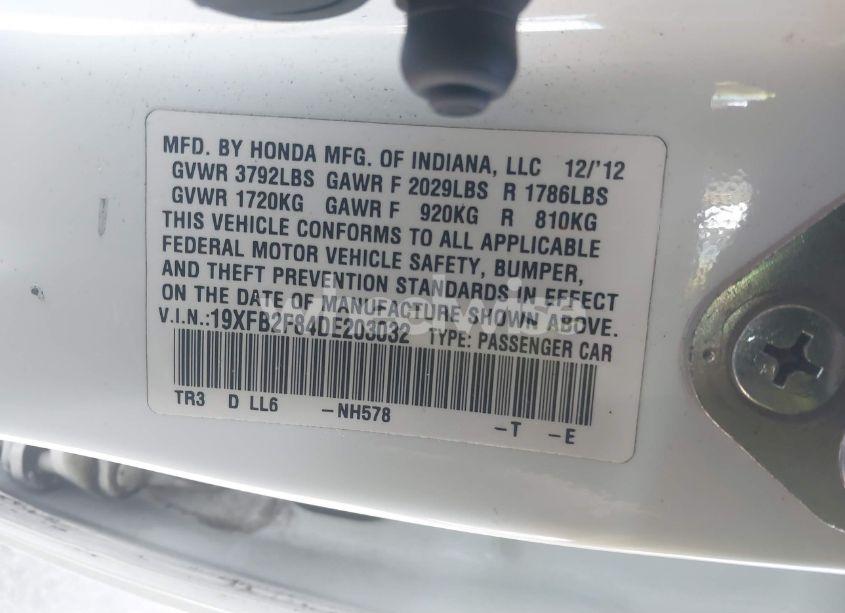 MFD. BY HONDA MFG. OF INDIANA, LLC 12/'12
GVWR 3792LBS GAWR F 2029LBS R 1786LBS
GVWR 1720KG GAWR F 920KG R 810KG
THIS VEHICLE CONFORMS TO ALL APPLICABLE
FEDERAL MOTOR VEHICLE SAFETY, BUMPER,
AND THEFT PREVENTION STANDARDS IN EFFECT
ON THE DATE OF MANUFACTURE SHOWN ABOVE.
V.I.N.:19XFB2F84DE203032 TYPE: PASSENGER CAR
TR3 D LL6 -NH578 -T -E